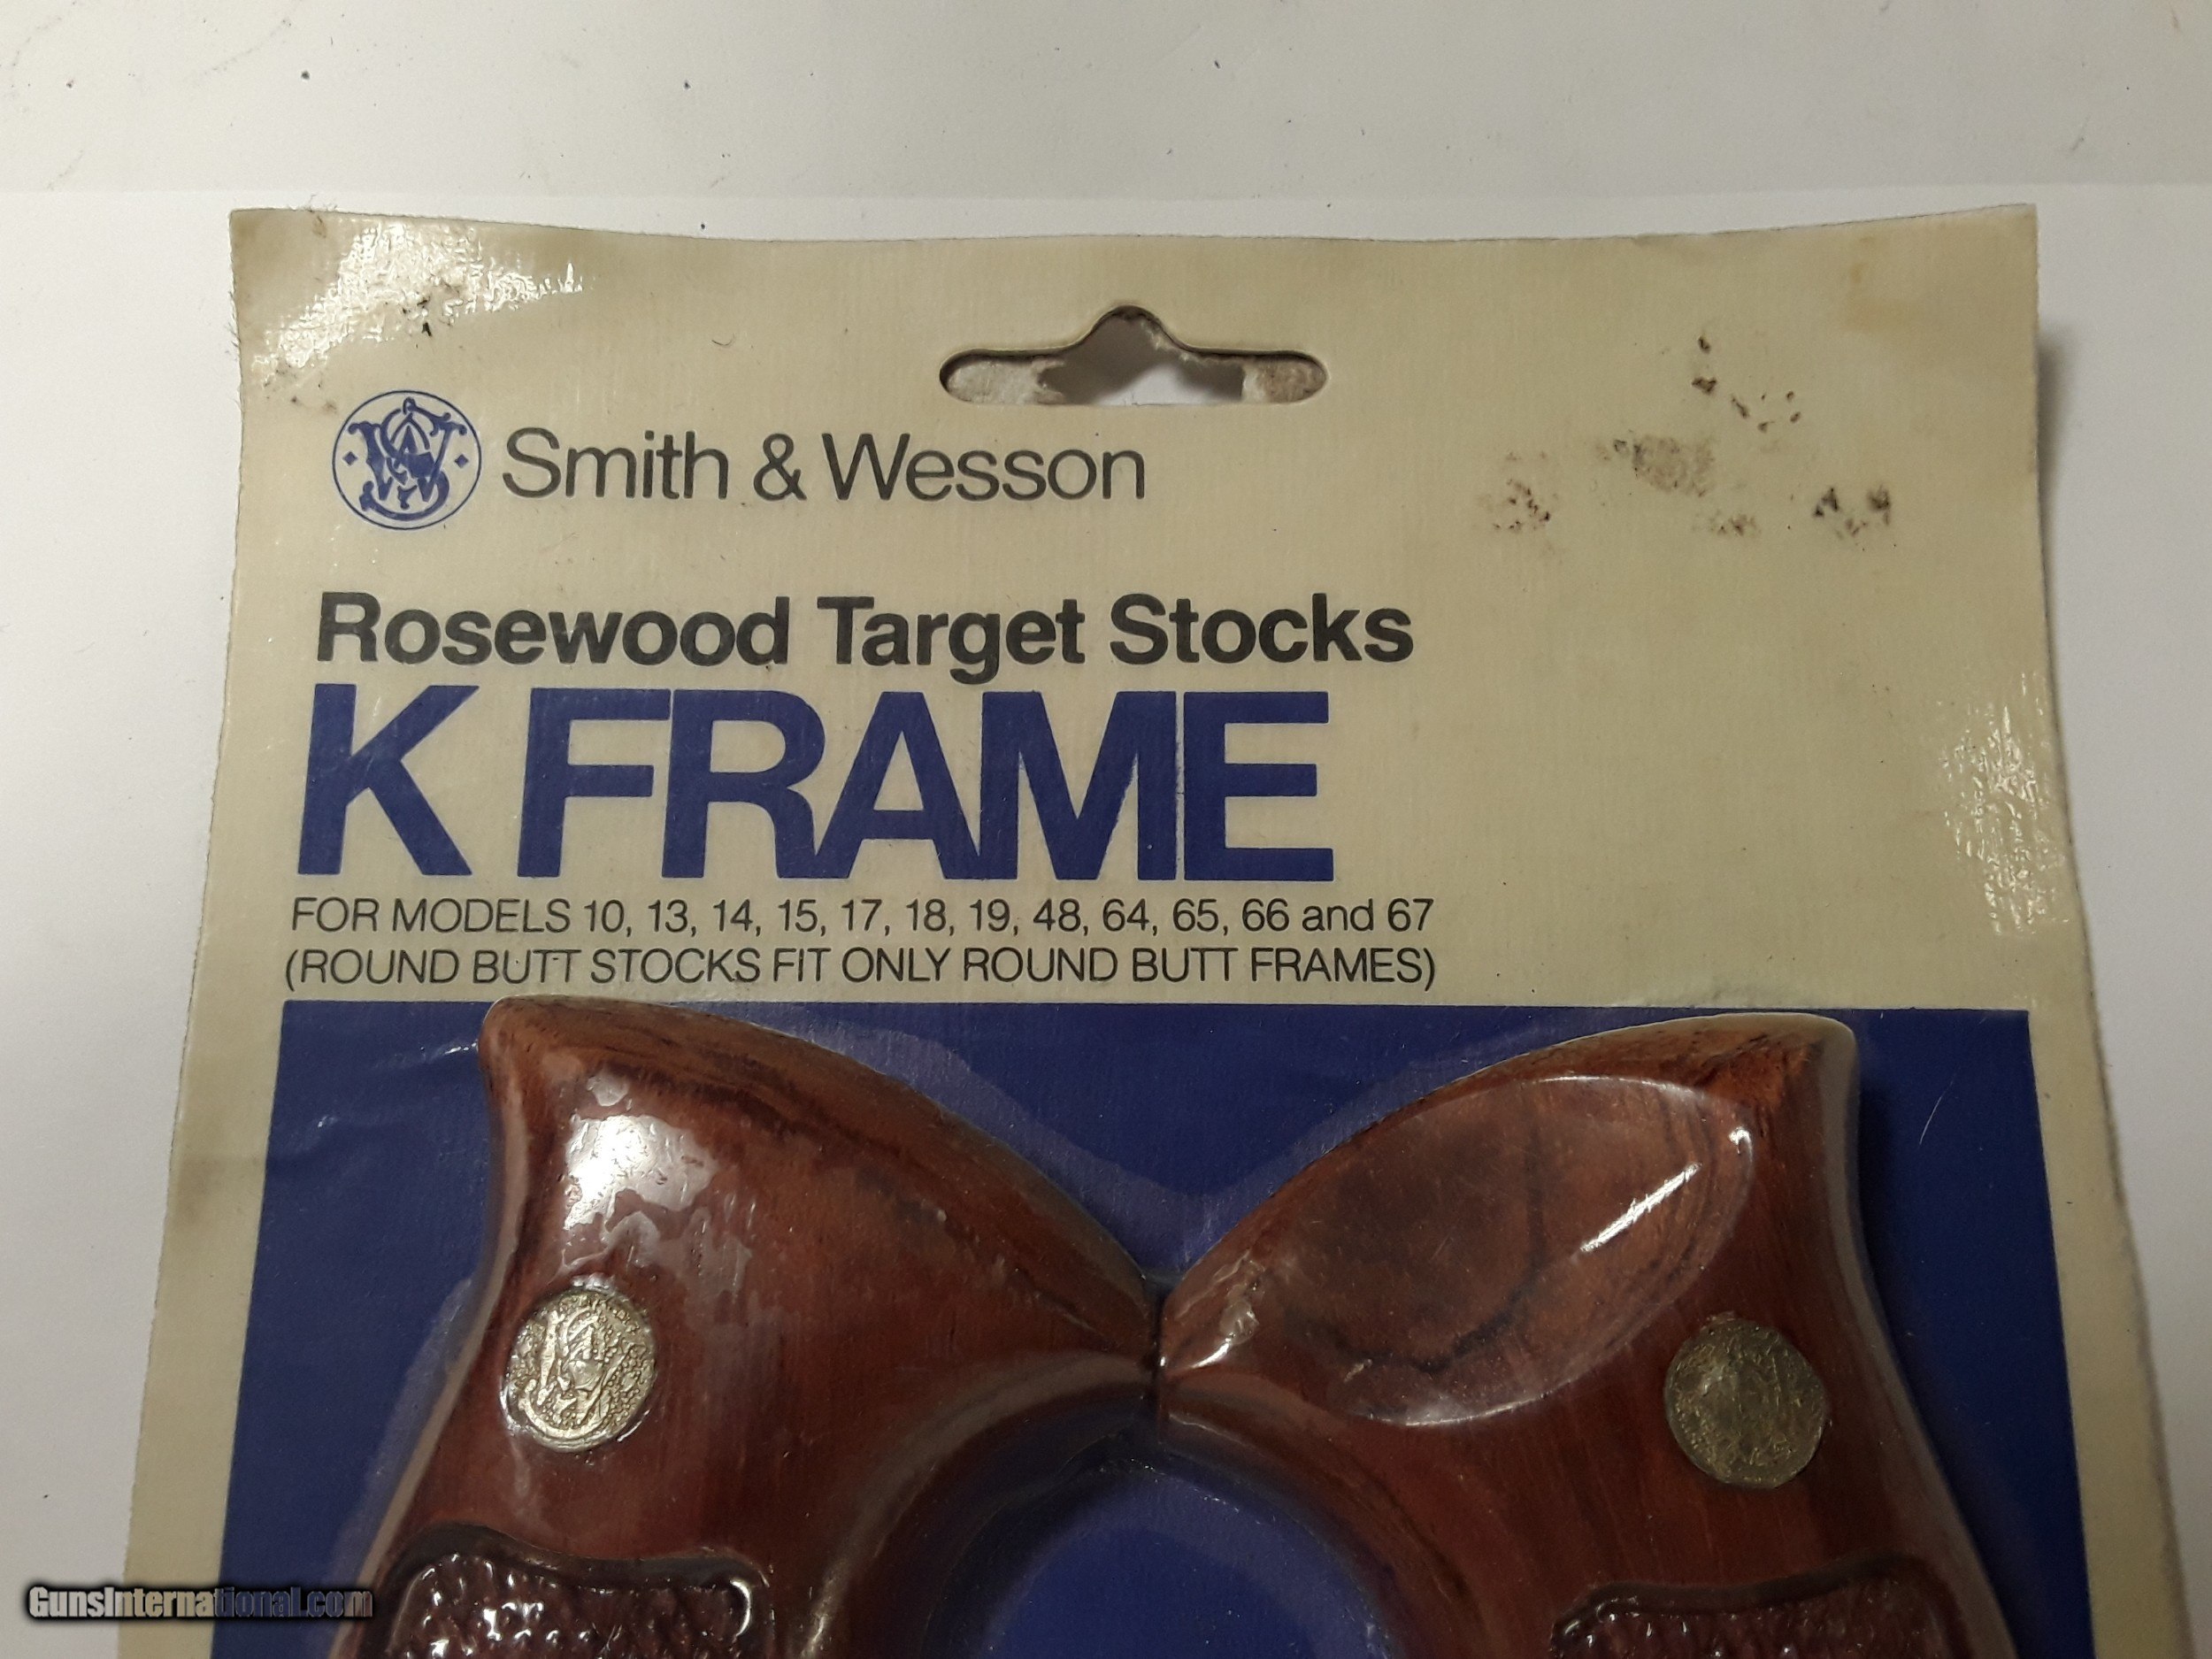 Smith & Wesson
Rosewood Target Stocks
K FRAME
FOR MODELS 10, 13, 14, 15, 17, 18, 19, 48, 64, 65, 66 and 67
(ROUND BUTT STOCKS FIT ONLY ROUND BUTT FRAMES)
GunsInternational.com